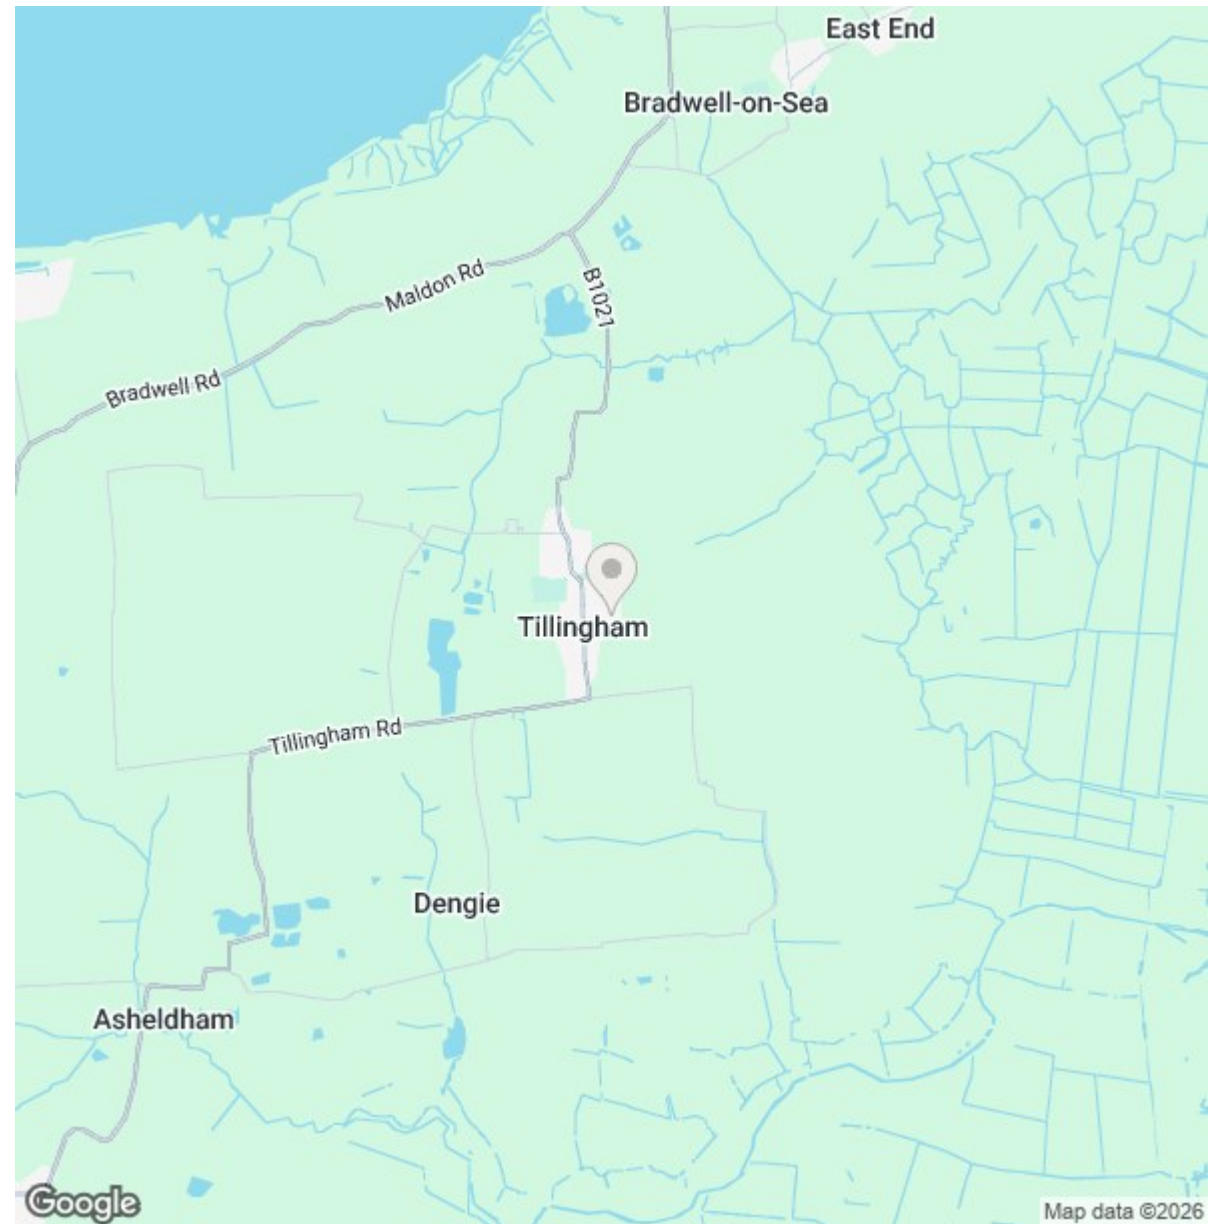 East End
Bradwell-on-Sea
Maldon Rd
B1021
Bradwell Rd
Tillingham
Tillingham Rd
Dengie
Asheldham
Google
Map data ©2026